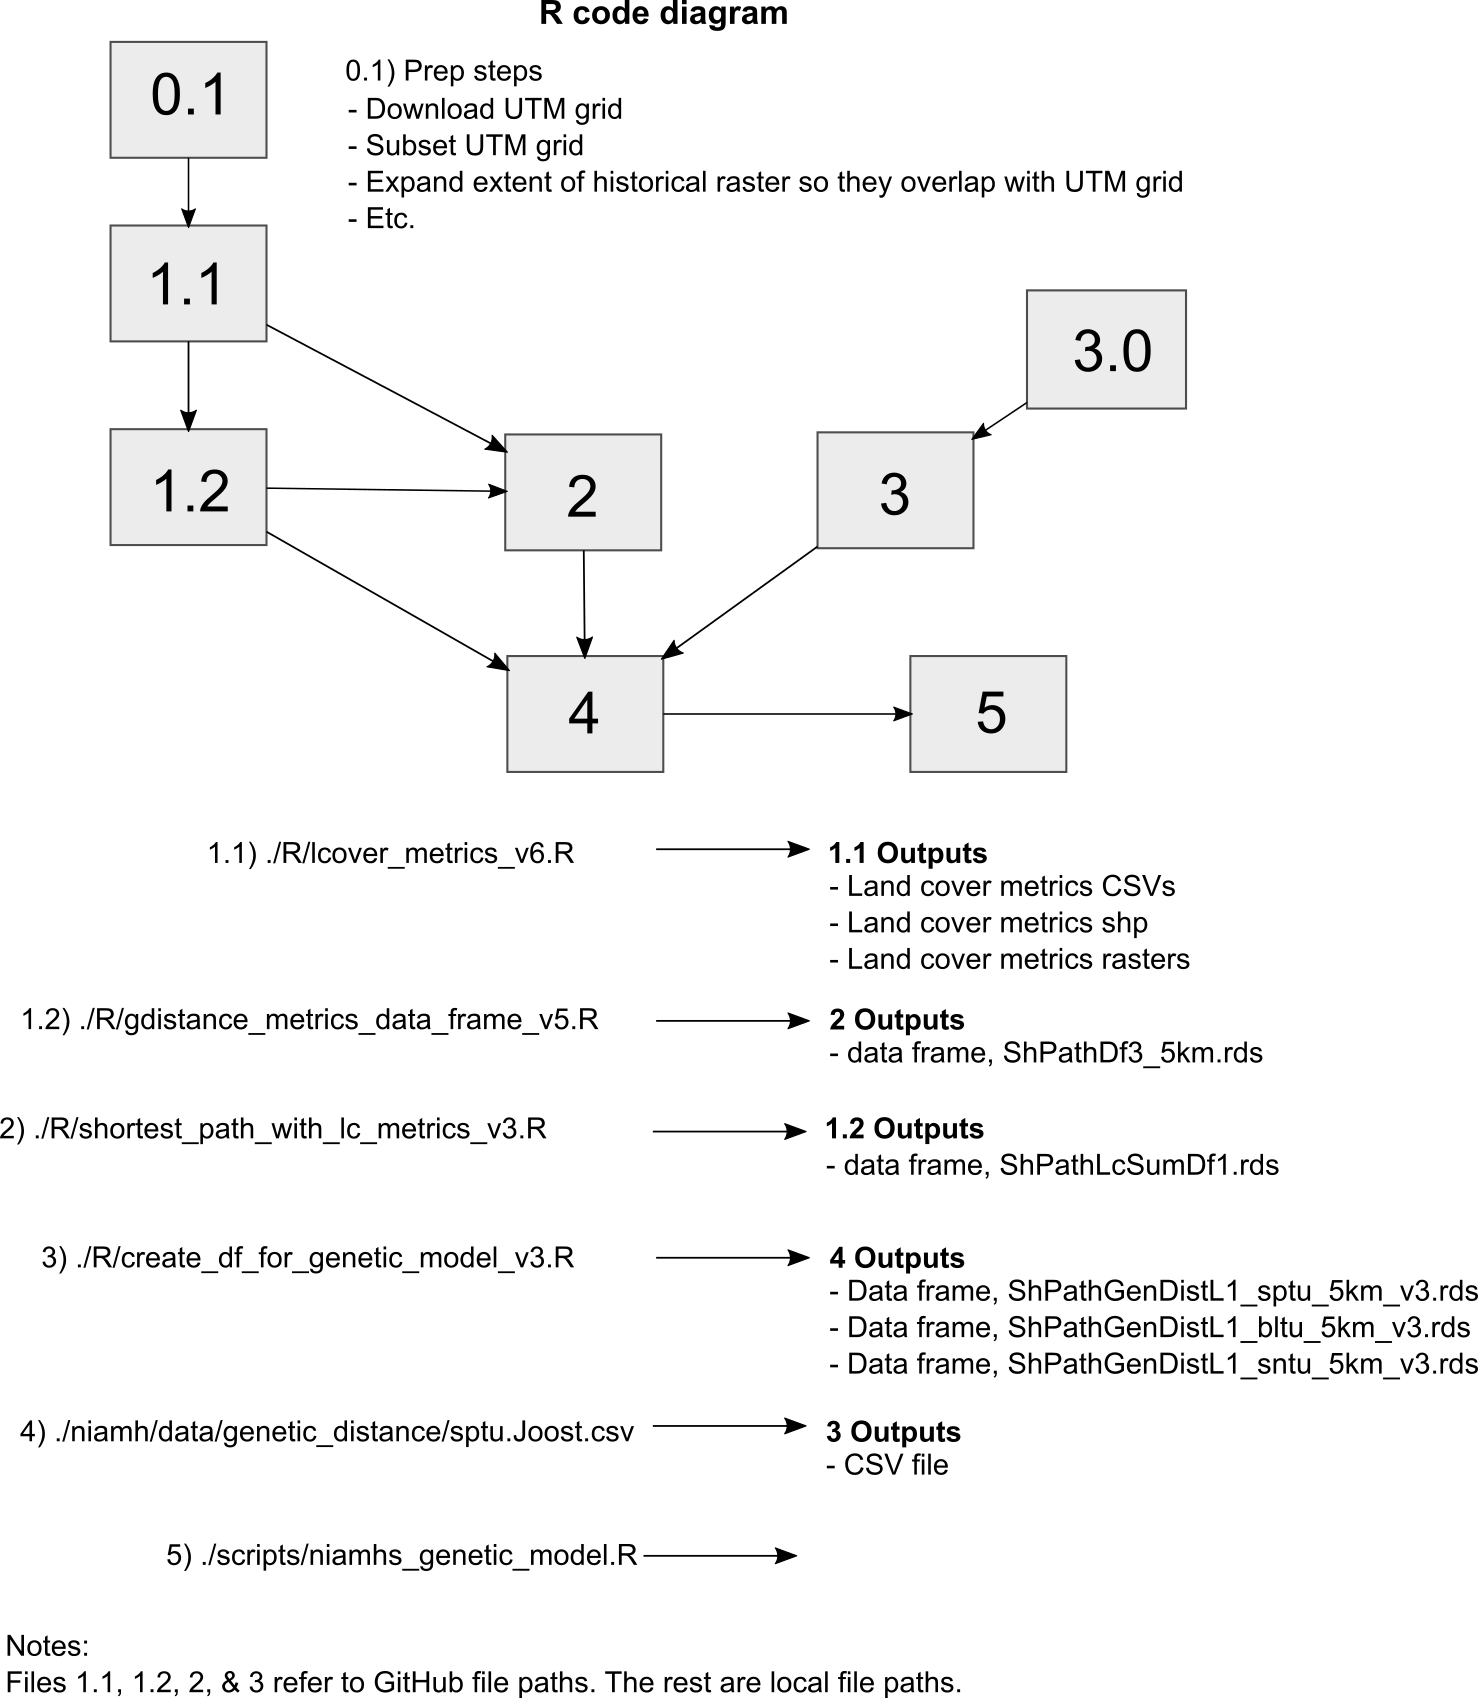 R code diagram
0.1
0.1) Prep steps
- Download UTM grid
- Subset UTM grid
- Expand extent of historical raster so they overlap with UTM grid
- Etc.
1.1
3.0
1.2
2
3
4
5
1.1) ./R/lcover_metrics_v6.R
1.1 Outputs
- Land cover metrics CSVs
- Land cover metrics shp
- Land cover metrics rasters
1.2) ./R/gdistance_metrics_data_frame_v5.R
2 Outputs
- data frame, ShPathDf3_5km.rds
2) ./R/shortest_path_with_lc_metrics_v3.R
1.2 Outputs
- data frame, ShPathLcSumDf1.rds
3) ./R/create_df_for_genetic_model_v3.R
4 Outputs
- Data frame, ShPathGenDistL1_sptu_5km_v3.rds
- Data frame, ShPathGenDistL1_bltu_5km_v3.rds
- Data frame, ShPathGenDistL1_sntu_5km_v3.rds
4) ./niamh/data/genetic_distance/sptu.Joost.csv
3 Outputs
- CSV file
5) ./scripts/niamhs_genetic_model.R
Notes:
Files 1.1, 1.2, 2, & 3 refer to GitHub file paths. The rest are local file paths.